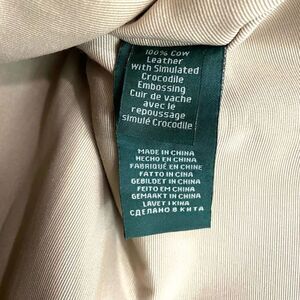 100% Cow
Leather
with Simulated
Crocodile
Embossing
Cuir de vache
avec le
repoussage
simulé Crocodile
MADE IN CHINA
HECHO EN CHINA
FABRIQUÉ EN CHINE
FATTO IN CHINA
GEBILDET IN CHINA
FEITO EM CHINA
GEMAAKT IN CHINA
LAVET I KINA
СДЕЛАНО В КИТА